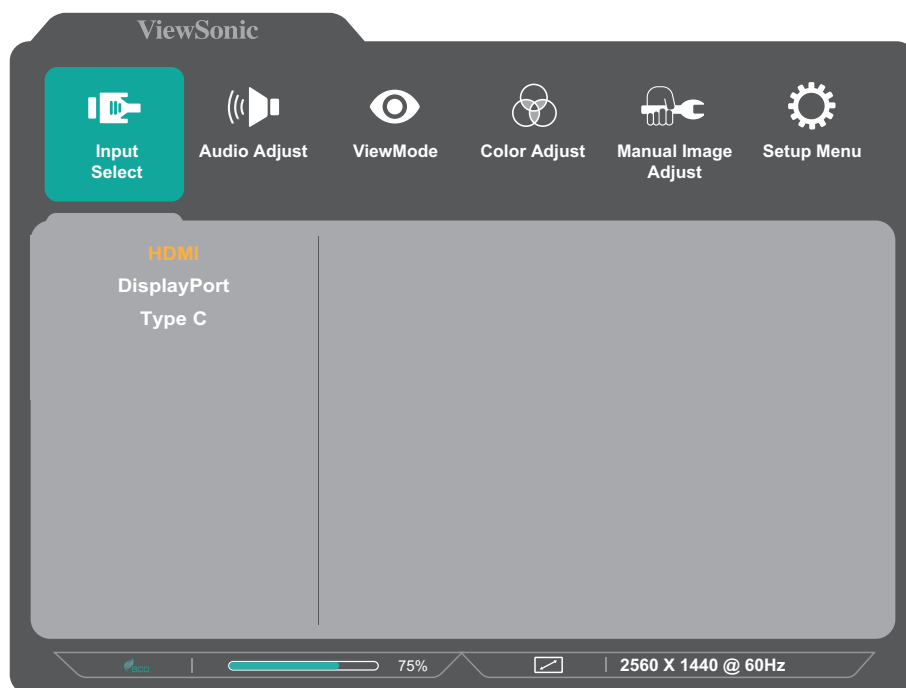 ViewSonic
Input
Select
Audio Adjust
ViewMode
Color Adjust
Manual Image
Adjust
Setup Menu
HDMI
DisplayPort
Type C
ECO
75%
2560 X 1440 @ 60Hz